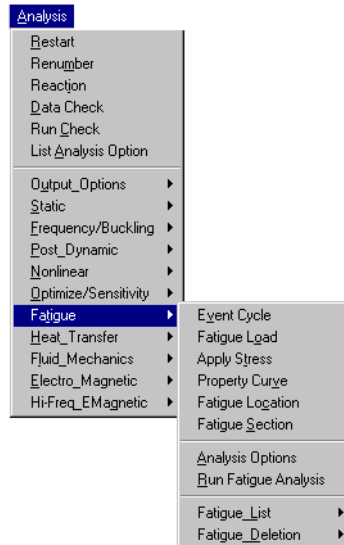 Analysis
Restart
Renumber
Reaction
Data Check
Run Check
List Analysis Option
Output_Options
Static
Frequency/Buckling
Post_Dynamic
Nonlinear
Optimize/Sensitivity
Fatigue
Heat_Transfer
Fluid_Mechanics
Electro_Magnetic
Hi-Freq_EMagnetic
Event Cycle
Fatigue Load
Apply Stress
Property Curve
Fatigue Location
Fatigue Section
Analysis Options
Run Fatigue Analysis
Fatigue_List
Fatigue_Deletion